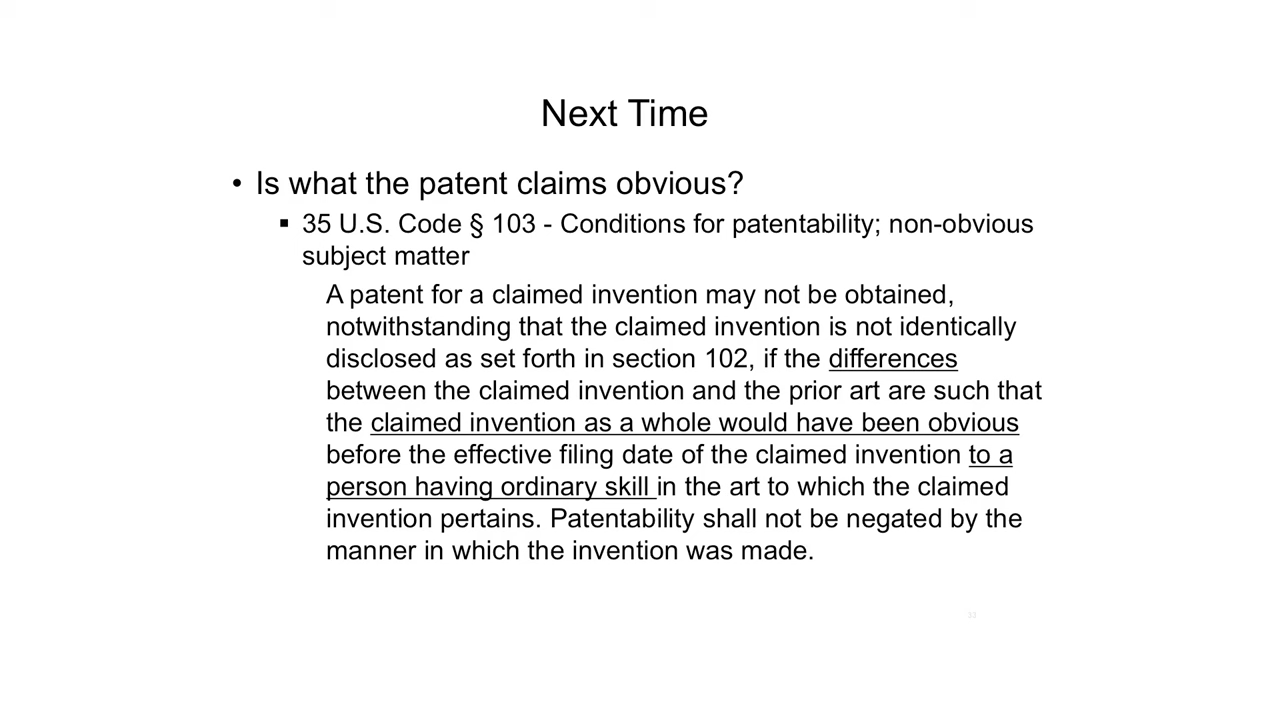 Next Time
• Is what the patent claims obvious?
▪ 35 U.S. Code § 103 - Conditions for patentability; non-obvious
subject matter
A patent for a claimed invention may not be obtained,
notwithstanding that the claimed invention is not identically
disclosed as set forth in section 102, if the differences
between the claimed invention and the prior art are such that
the claimed invention as a whole would have been obvious
before the effective filing date of the claimed invention to a
person having ordinary skill in the art to which the claimed
invention pertains. Patentability shall not be negated by the
manner in which the invention was made.
33